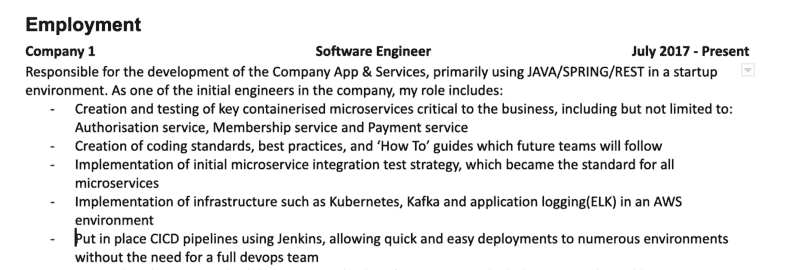 Employment
Company 1 Software Engineer July 2017 - Present
Responsible for the development of the Company App & Services, primarily using JAVA/SPRING/REST in a startup
environment. As one of the initial engineers in the company, my role includes:
- Creation and testing of key containerised microservices critical to the business, including but not limited to:
Authorisation service, Membership service and Payment service
- Creation of coding standards, best practices, and ‘How To’ guides which future teams will follow
- Implementation of initial microservice integration test strategy, which became the standard for all
microservices
- Implementation of infrastructure such as Kubernetes, Kafka and application logging(ELK) in an AWS
environment
- Put in place CICD pipelines using Jenkins, allowing quick and easy deployments to numerous environments
without the need for a full devops team